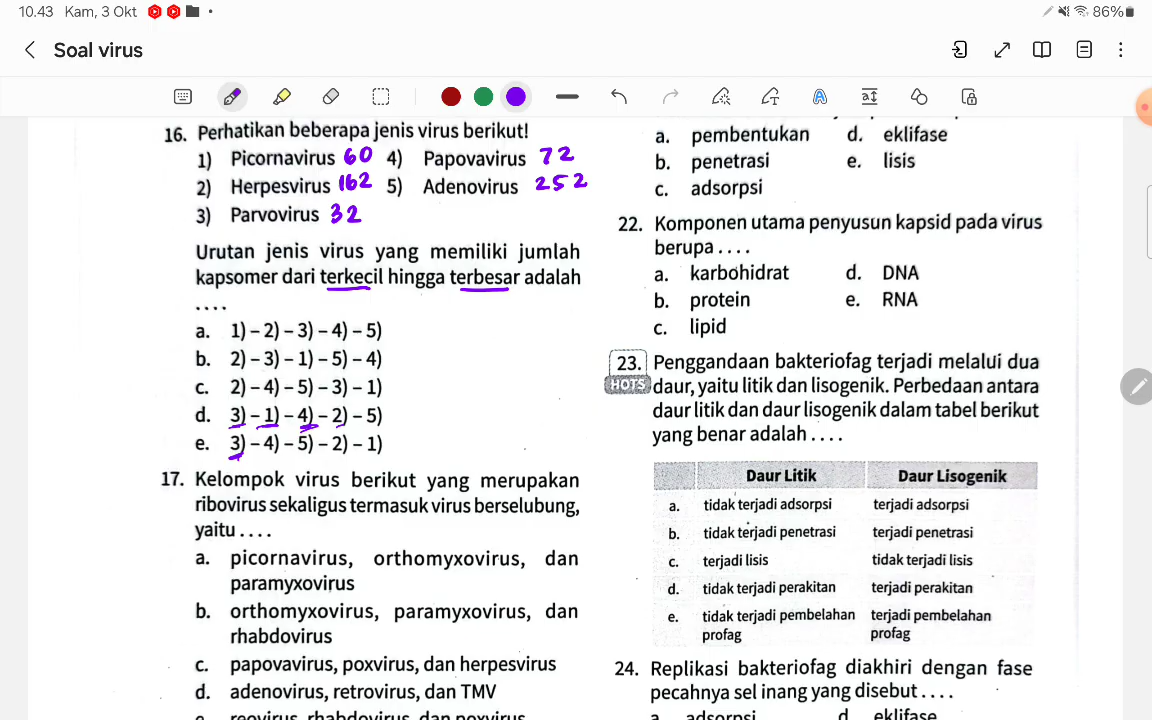 10.43 Kam, 3 Okt
86%
Soal virus
16. Perhatikan beberapa jenis virus berikut!
1) Picornavirus 60 4) Papovavirus 72
2) Herpesvirus 162 5) Adenovirus 252
3) Parvovirus 32
Urutan jenis virus yang memiliki jumlah
kapsomer dari terkecil hingga terbesar adalah
. . . .
a. 1) – 2) – 3) – 4) – 5)
b. 2) – 3) – 1) – 5) – 4)
c. 2) – 4) – 5) – 3) – 1)
d. 3) – 1) – 4) – 2) – 5)
e. 3) – 4) – 5) – 2) – 1)
17. Kelompok virus berikut yang merupakan
ribovirus sekaligus termasuk virus berselubung,
yaitu . . . .
a. picornavirus, orthomyxovirus, dan
paramyxovirus
b. orthomyxovirus, paramyxovirus, dan
rhabdovirus
c. papovavirus, poxvirus, dan herpesvirus
d. adenovirus, retrovirus, dan TMV
e. reovirus, rhabdovirus, dan poxvirus
a. pembentukan d. eklifase
b. penetrasi e. lisis
c. adsorpsi
22. Komponen utama penyusun kapsid pada virus
berupa . . . .
a. karbohidrat d. DNA
b. protein e. RNA
c. lipid
23. Penggandaan bakteriofag terjadi melalui dua
HOTS daur, yaitu litik dan lisogenik. Perbedaan antara
daur litik dan daur lisogenik dalam tabel berikut
yang benar adalah . . . .
Daur Litik Daur Lisogenik
a. tidak terjadi adsorpsi terjadi adsorpsi
b. tidak terjadi penetrasi terjadi penetrasi
c. terjadi lisis tidak terjadi lisis
d. tidak terjadi perakitan terjadi perakitan
e. tidak terjadi pembelahan terjadi pembelahan
profag profag
24. Replikasi bakteriofag diakhiri dengan fase
pecahnya sel inang yang disebut . . . .
a. adsorpsi d. eklifase